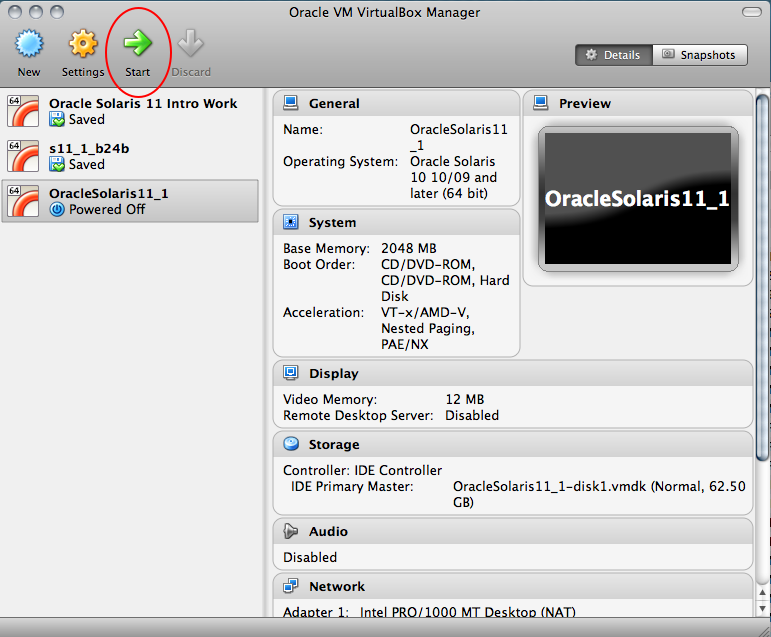 Oracle VM VirtualBox Manager
New Settings Start Discard
Details Snapshots
64
Oracle Solaris 11 Intro Work
Saved
64
s11_1_b24b
Saved
64
OracleSolaris11_1
Powered Off
General
Name: OracleSolaris11
_1
Operating System: Oracle Solaris
10 10/09 and
later (64 bit)
Preview
OracleSolaris11_1
System
Base Memory: 2048 MB
Boot Order: CD/DVD-ROM,
CD/DVD-ROM, Hard
Disk
Acceleration: VT-x/AMD-V,
Nested Paging,
PAE/NX
Display
Video Memory: 12 MB
Remote Desktop Server: Disabled
Storage
Controller: IDE Controller
IDE Primary Master: OracleSolaris11_1-disk1.vmdk (Normal, 62.50
GB)
Audio
Disabled
Network
Adapter 1: Intel PRO/1000 MT Desktop (NAT)